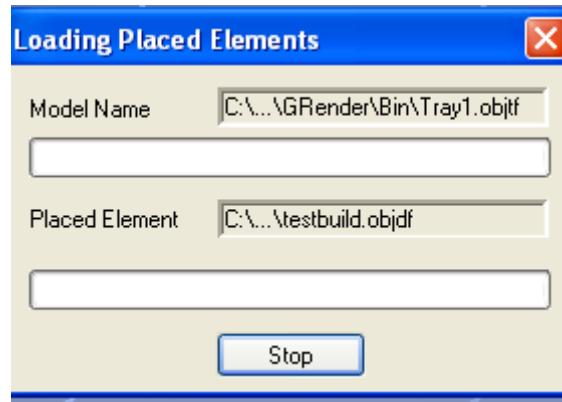 Loading Placed Elements
Model Name C:\...\GRender\Bin\Tray1.objtf
Placed Element C:\...\testbuild.objdf
Stop